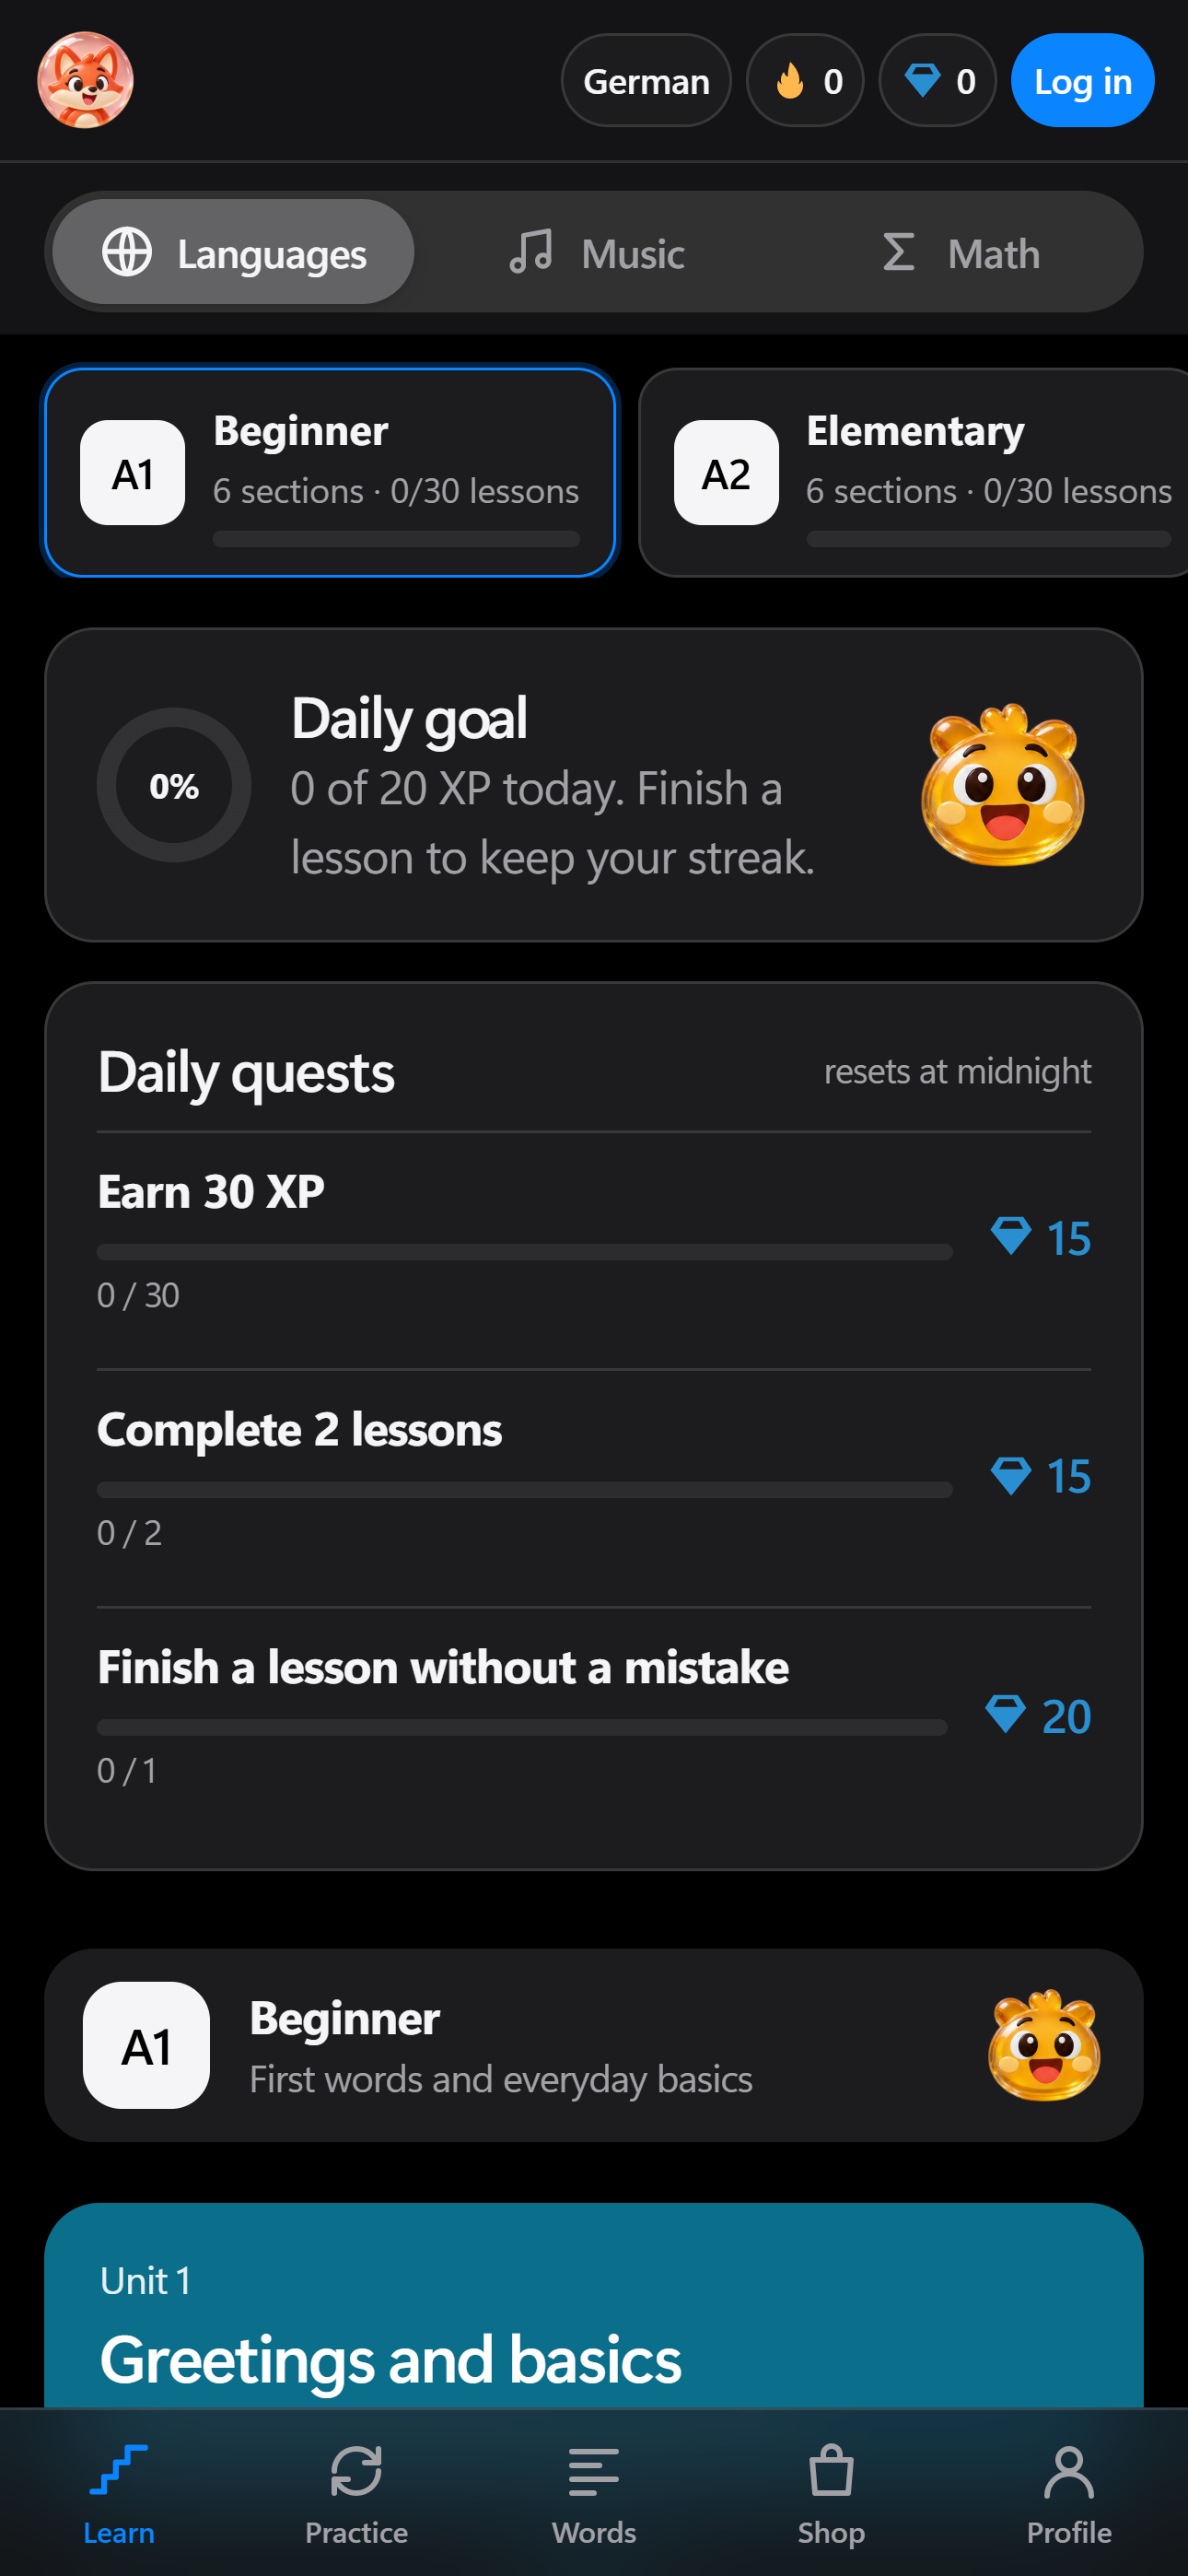 German
0
0
Log in
Languages
Music
Math
A1
Beginner
6 sections · 0/30 lessons
A2
Elementary
6 sections · 0/30 lessons
0%
Daily goal
0 of 20 XP today. Finish a
lesson to keep your streak.
Daily quests
resets at midnight
Earn 30 XP
15
0 / 30
Complete 2 lessons
15
0 / 2
Finish a lesson without a mistake
20
0 / 1
A1
Beginner
First words and everyday basics
Unit 1
Greetings and basics
Learn
Practice
Words
Shop
Profile